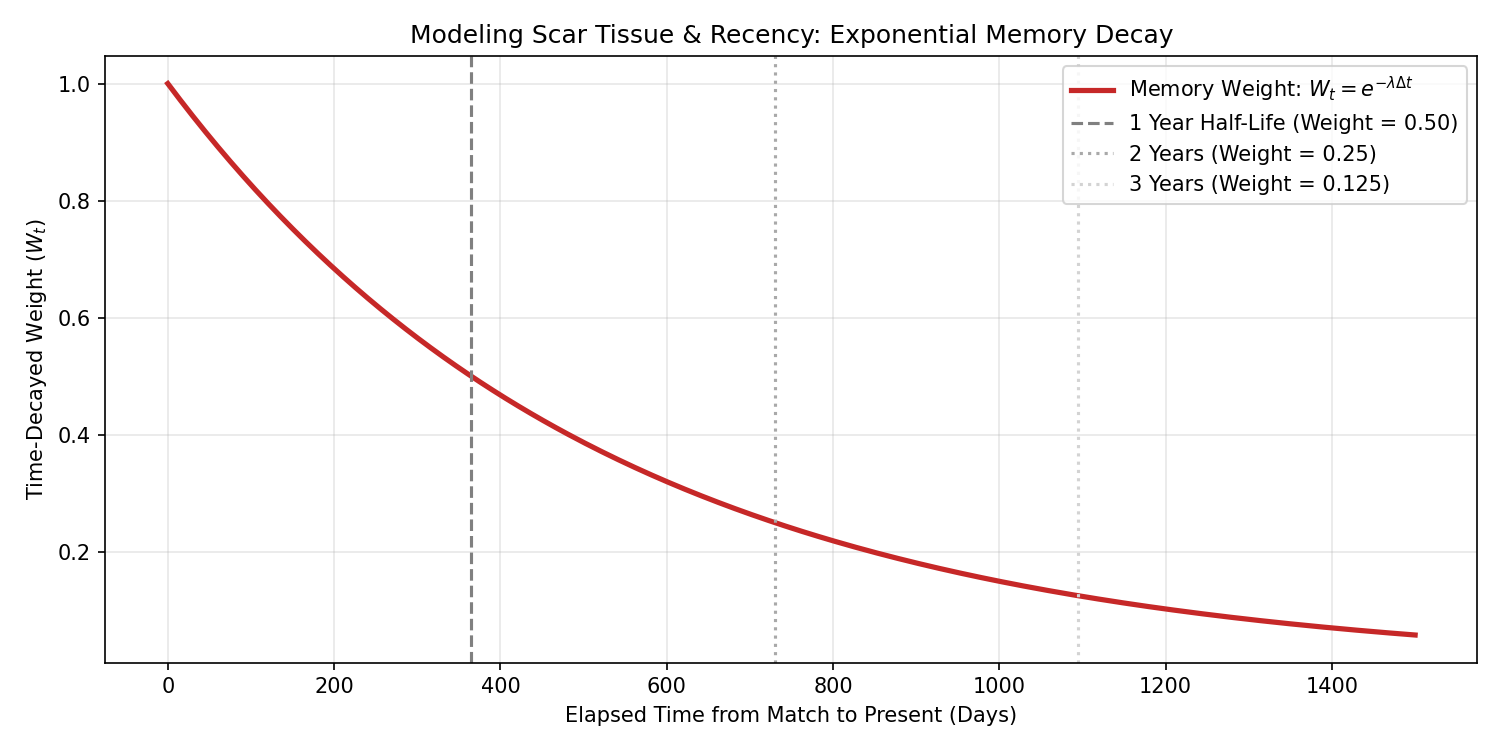 Modeling Scar Tissue & Recency: Exponential Memory Decay
Memory Weight: $W_t = e^{-\lambda \Delta t}$
1 Year Half-Life (Weight = 0.50)
2 Years (Weight = 0.25)
3 Years (Weight = 0.125)
Time-Decayed Weight ($W_t$)
1.0
0.8
0.6
0.4
0.2
0 200 400 600 800 1000 1200 1400
Elapsed Time from Match to Present (Days)